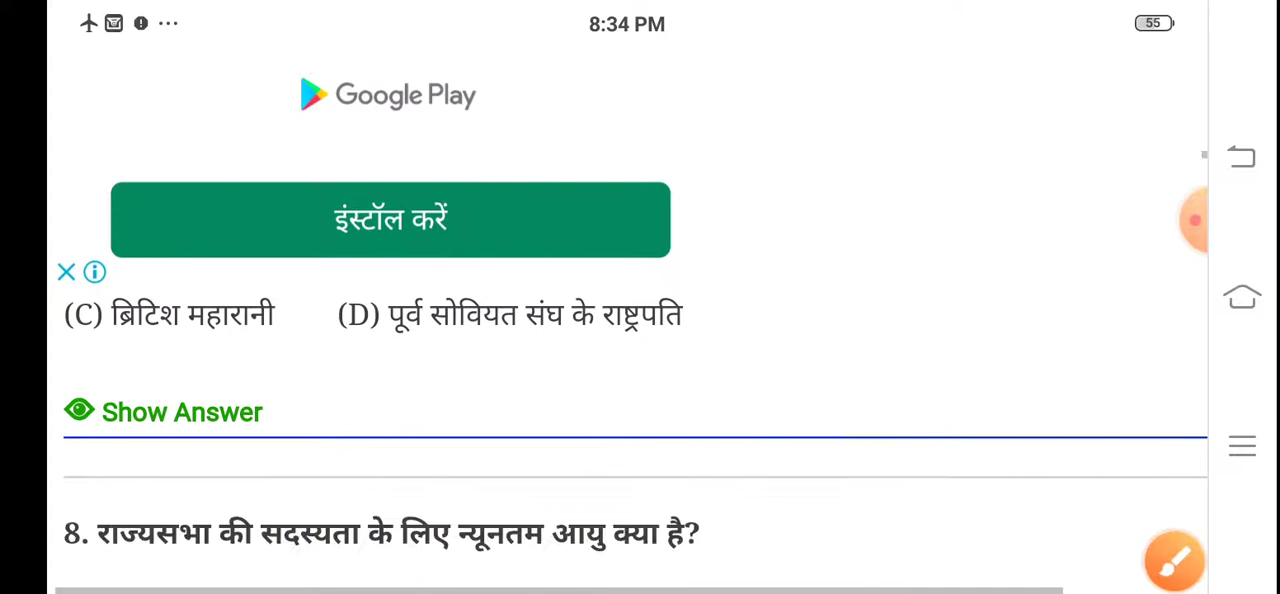 8:34 PM
55
Google Play
इंस्टॉल करें
(C) ब्रिटिश महारानी (D) पूर्व सोवियत संघ के राष्ट्रपति
Show Answer
8. राज्यसभा की सदस्यता के लिए न्यूनतम आयु क्या है?